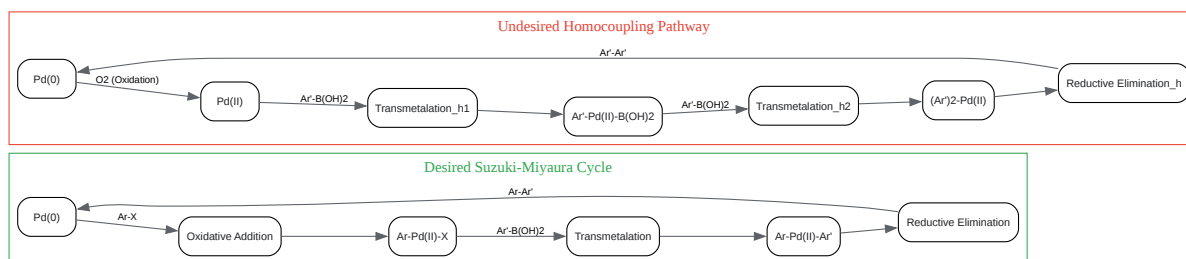 Undesired Homocoupling Pathway
Ar'-Ar'
Pd(0)
O2 (Oxidation)
Pd(II)
Ar'-B(OH)2
Transmetalation_h1
Ar'-Pd(II)-B(OH)2
Ar'-B(OH)2
Transmetalation_h2
(Ar')2-Pd(II)
Reductive Elimination_h
Desired Suzuki-Miyaura Cycle
Ar-Ar'
Pd(0)
Ar-X
Oxidative Addition
Ar-Pd(II)-X
Ar'-B(OH)2
Transmetalation
Ar-Pd(II)-Ar'
Reductive Elimination